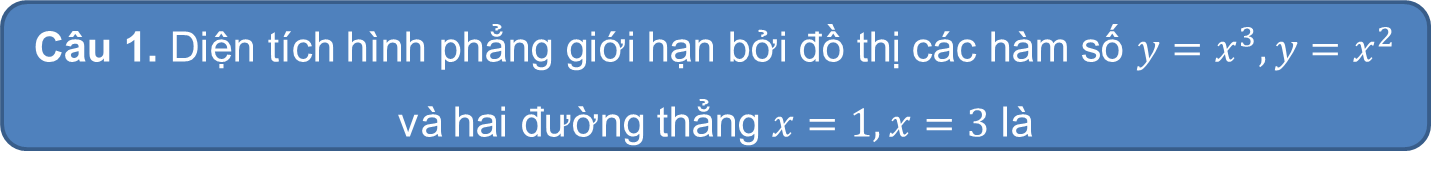 Câu 1. Diện tích hình phẳng giới hạn bởi đồ thị các hàm số y = x³, y = x²
và hai đường thẳng x = 1, x = 3 là